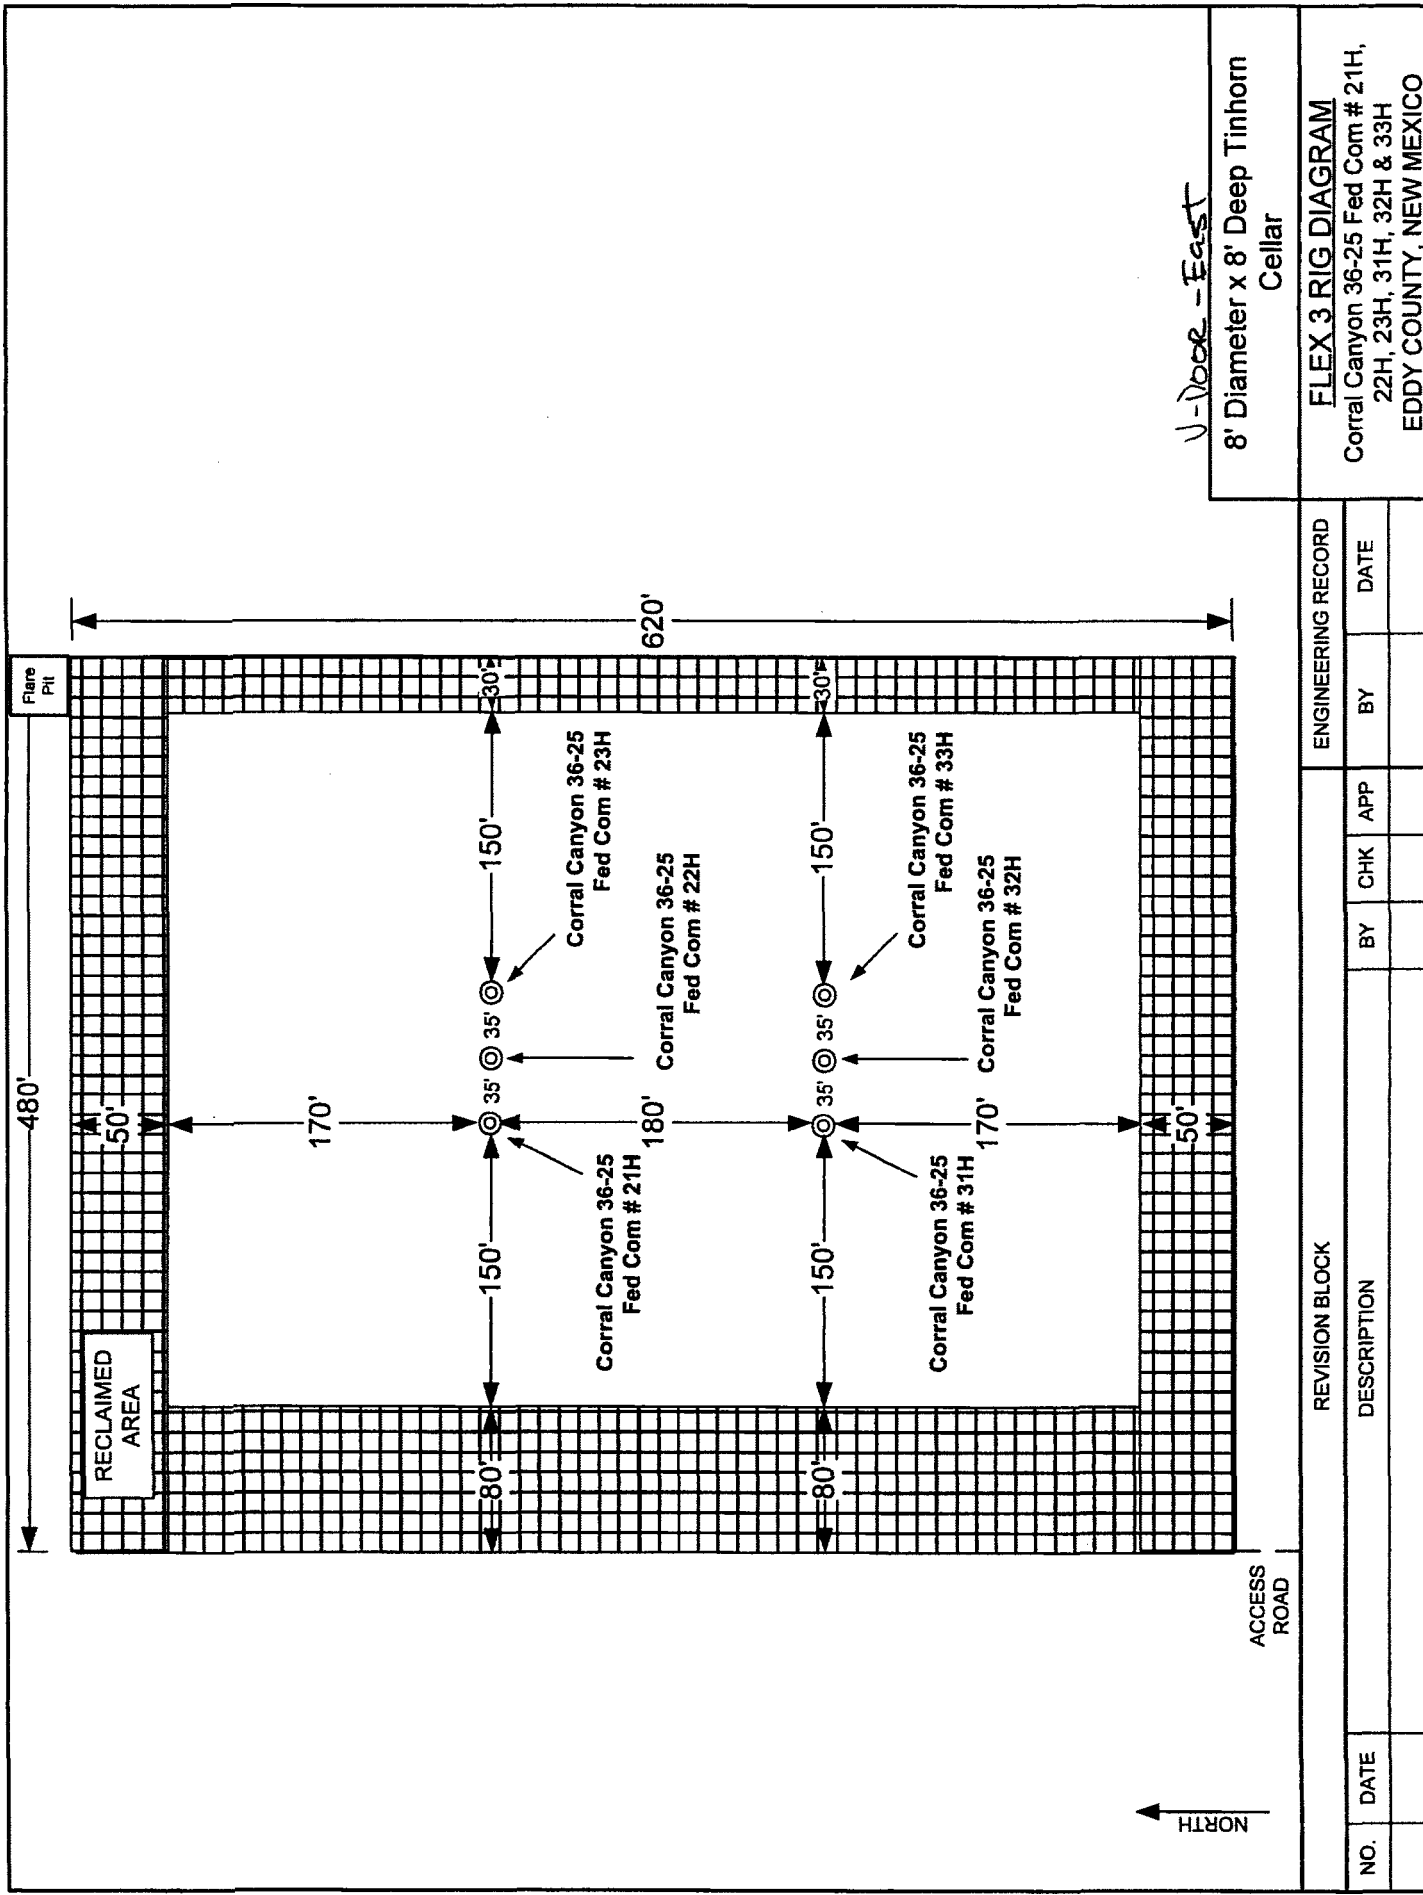 Flare
Pit
480'
50'
RECLAIMED
AREA
170'
620'
150'
35'
35'
150'
30'
80'
Corral Canyon 36-25
Fed Com # 21H
Corral Canyon 36-25
Fed Com # 22H
Corral Canyon 36-25
Fed Com # 23H
180'
150'
35'
35'
150'
30'
80'
Corral Canyon 36-25
Fed Com # 31H
Corral Canyon 36-25
Fed Com # 32H
Corral Canyon 36-25
Fed Com # 33H
170'
50'
ACCESS
ROAD
NORTH
V-DOOR - East
8' Diameter x 8' Deep Tinhorn
Cellar
FLEX 3 RIG DIAGRAM
Corral Canyon 36-25 Fed Com # 21H,
22H, 23H, 31H, 32H & 33H
EDDY COUNTY, NEW MEXICO
REVISION BLOCK
ENGINEERING RECORD
NO.
DATE
DESCRIPTION
BY
CHK
APP
BY
DATE